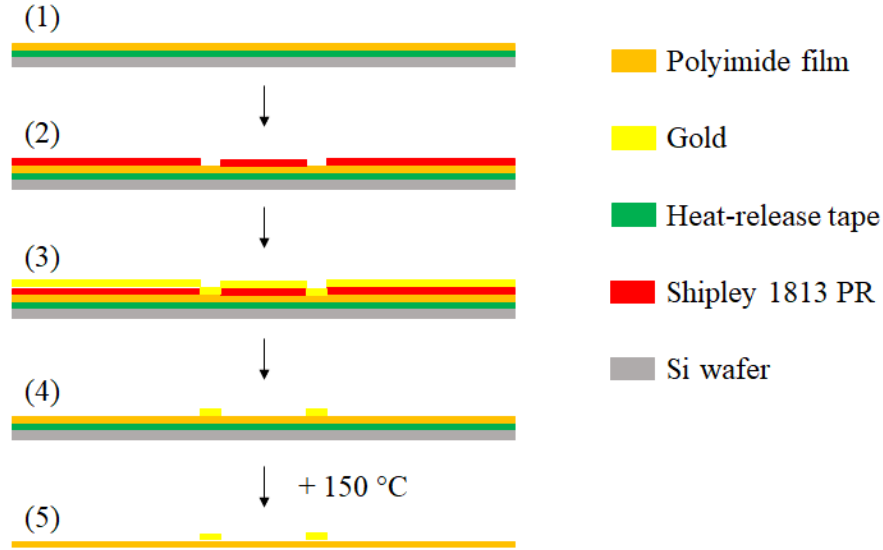 (1)
(2)
(3)
(4)
+ 150 °C
(5)
Polyimide film
Gold
Heat-release tape
Shipley 1813 PR
Si wafer